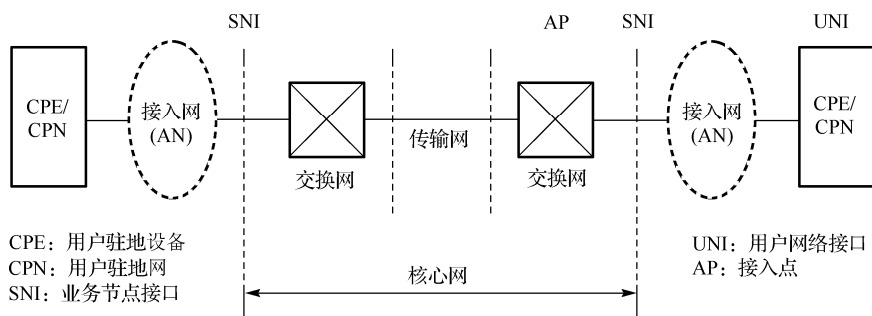 SNI
AP
SNI
UNI
CPE/
CPN
接入网
(AN)
交换网
传输网
交换网
接入网
(AN)
CPE/
CPN
CPE：用户驻地设备
CPN：用户驻地网
SNI：业务节点接口
核心网
UNI：用户网络接口
AP：接入点